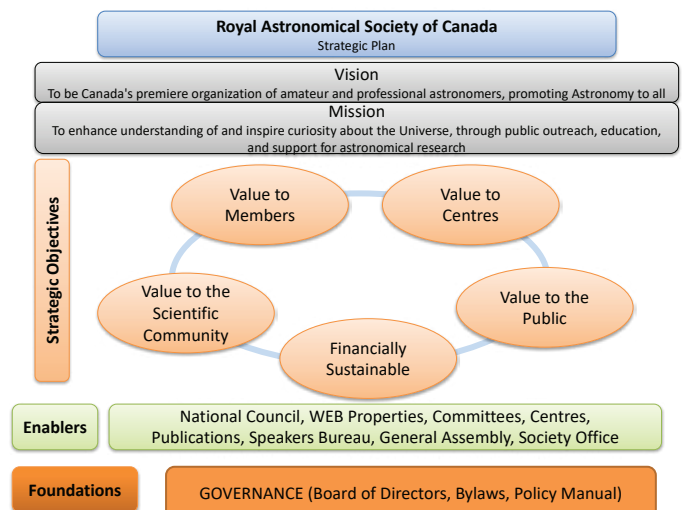 Royal Astronomical Society of Canada
Strategic Plan
Vision
To be Canada's premiere organization of amateur and professional astronomers, promoting Astronomy to all
Mission
To enhance understanding of and inspire curiosity about the Universe, through public outreach, education,
and support for astronomical research
Strategic Objectives
Value to
Members
Value to
Centres
Value to the
Scientific
Community
Value to the
Public
Financially
Sustainable
Enablers
National Council, WEB Properties, Committees, Centres,
Publications, Speakers Bureau, General Assembly, Society Office
Foundations
GOVERNANCE (Board of Directors, Bylaws, Policy Manual)